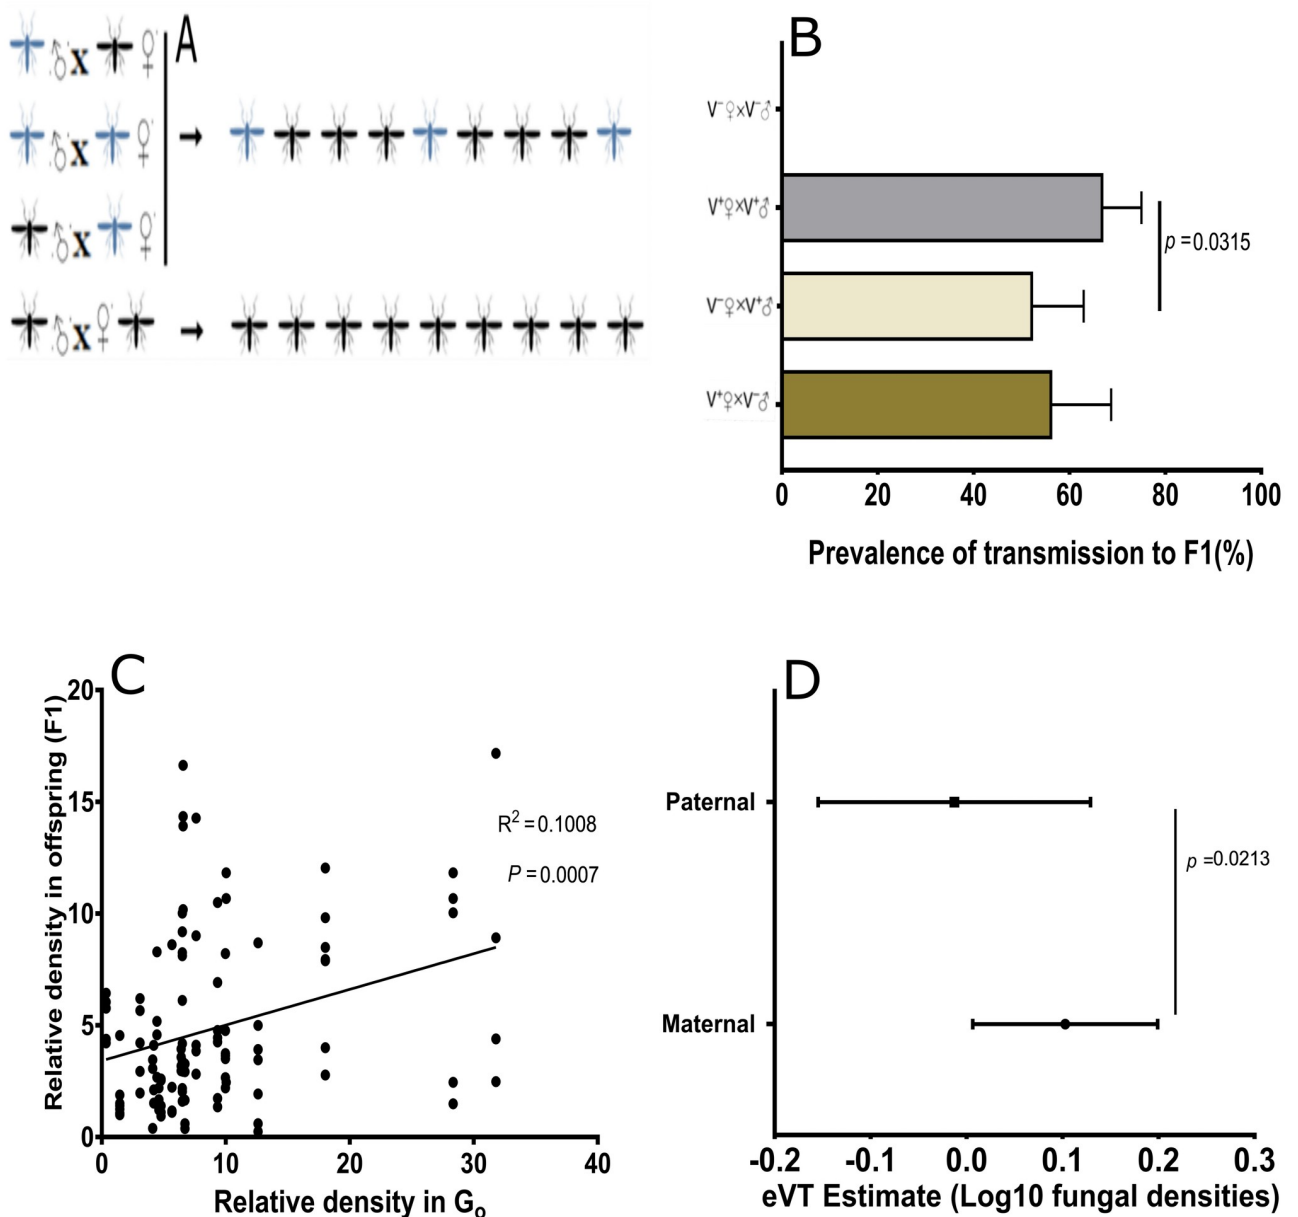 A
♂ X ♀
♂ X ♀
♂ X ♀
♂ X ♀
B
V⁻♀×V⁻♂
V⁺♀×V⁺♂
V⁻♀×V⁺♂
V⁺♀×V⁻♂
p =0.0315
0 20 40 60 80 100
Prevalence of transmission to F1(%)
C
Relative density in offspring (F1)
20
15
10
5
0
R² =0.1008
P =0.0007
0 10 20 30 40
Relative density in G₀
D
Paternal
Maternal
p =0.0213
-0.2 -0.1 0.0 0.1 0.2 0.3
eVT Estimate (Log10 fungal densities)